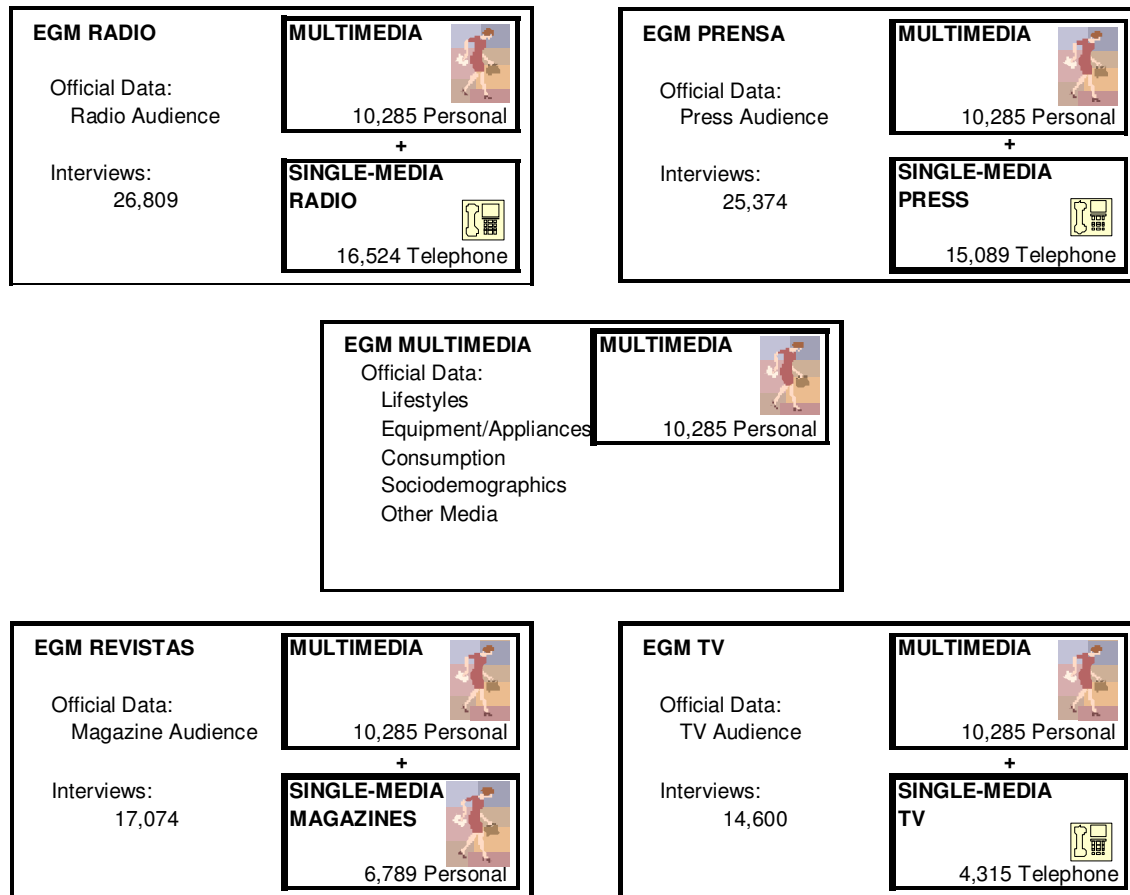 EGM RADIO
Official Data:
Radio Audience
Interviews:
26,809
MULTIMEDIA
10,285 Personal
+
SINGLE-MEDIA
RADIO
16,524 Telephone
EGM PRENSA
Official Data:
Press Audience
Interviews:
25,374
MULTIMEDIA
10,285 Personal
+
SINGLE-MEDIA
PRESS
15,089 Telephone
EGM MULTIMEDIA
Official Data:
Lifestyles
Equipment/Appliances
Consumption
Sociodemographics
Other Media
MULTIMEDIA
10,285 Personal
EGM REVISTAS
Official Data:
Magazine Audience
Interviews:
17,074
MULTIMEDIA
10,285 Personal
+
SINGLE-MEDIA
MAGAZINES
6,789 Personal
EGM TV
Official Data:
TV Audience
Interviews:
14,600
MULTIMEDIA
10,285 Personal
+
SINGLE-MEDIA
TV
4,315 Telephone